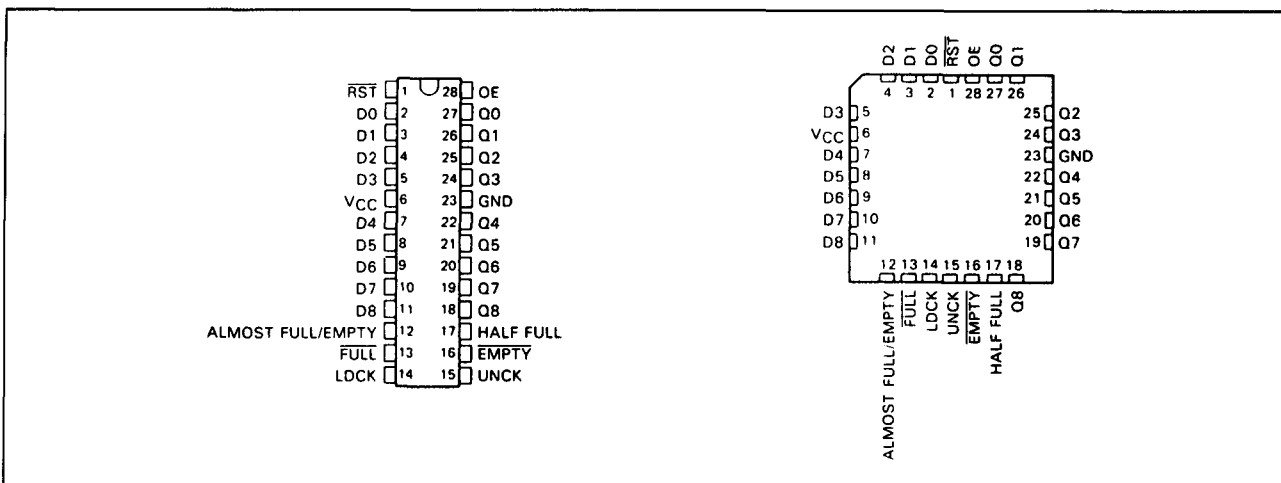 RST 1 28 OE
D0 2 27 Q0
D1 3 26 Q1
D2 4 25 Q2
D3 5 24 Q3
VCC 6 23 GND
D4 7 22 Q4
D5 8 21 Q5
D6 9 20 Q6
D7 10 19 Q7
D8 11 18 Q8
ALMOST FULL/EMPTY 12 17 HALF FULL
FULL 13 16 EMPTY
LDCK 14 15 UNCK
D2 D1 D0 RST OE Q0 Q1
4 3 2 1 28 27 26
D3 5 25 Q2
VCC 6 24 Q3
D4 7 23 GND
D5 8 22 Q4
D6 9 21 Q5
D7 10 20 Q6
D8 11 19 Q7
12 13 14 15 16 17 18
ALMOST FULL/EMPTY FULL LDCK UNCK EMPTY HALF FULL Q8